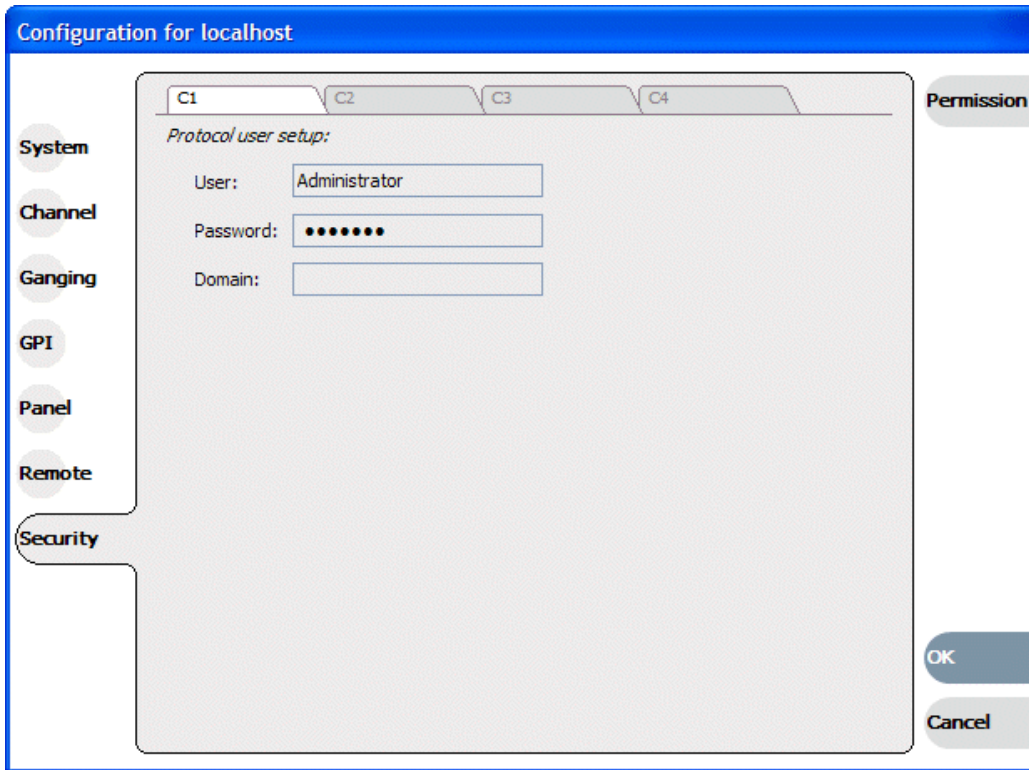 Configuration for localhost
C1 C2 C3 C4
Permission
Protocol user setup:
System
User: Administrator
Channel
Password: •••••••
Ganging
Domain:
GPI
Panel
Remote
Security
OK
Cancel